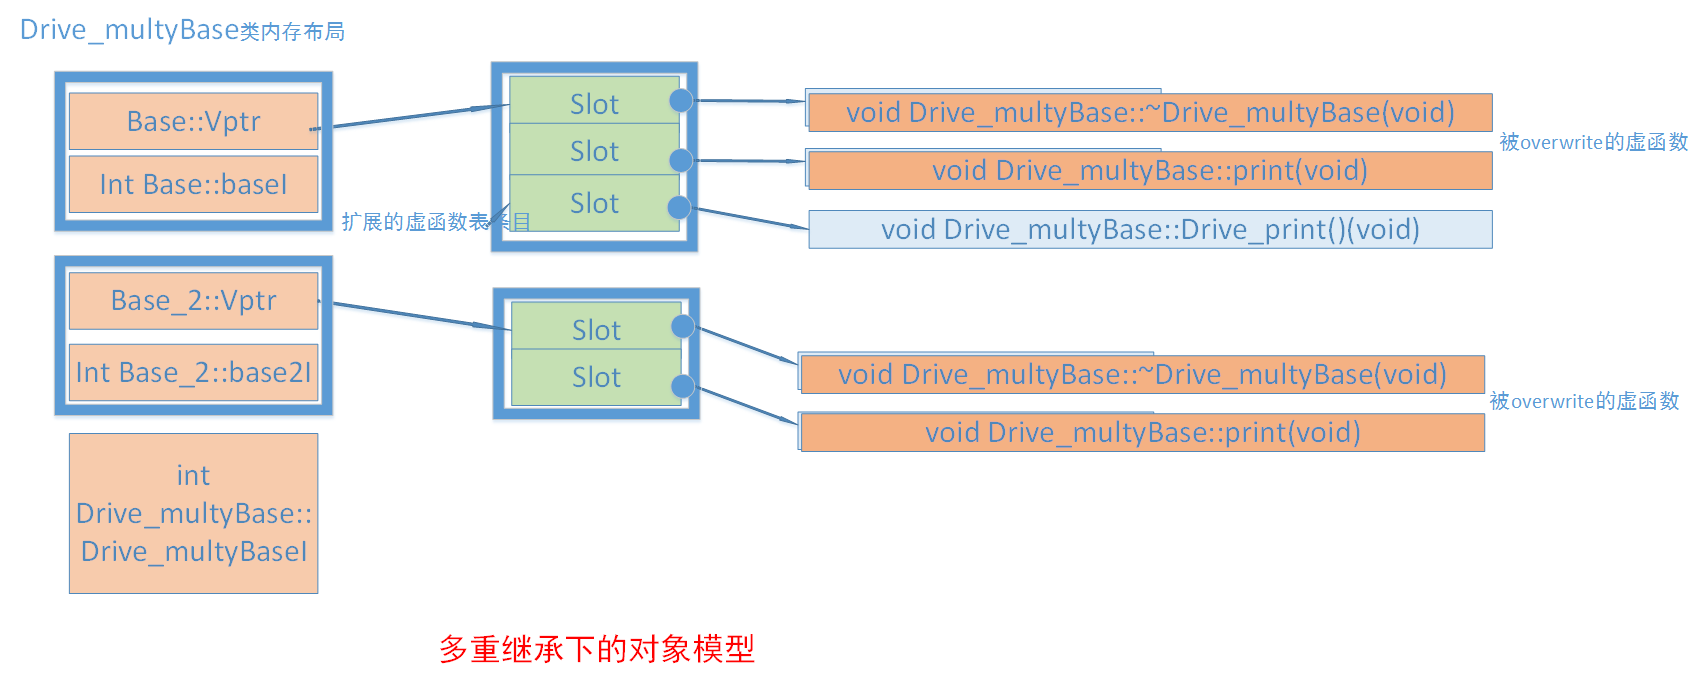 Drive_multyBase类内存布局
Base::Vptr
Int Base::baseI
扩展的虚函数表条目
Slot
Slot
Slot
void Drive_multyBase::~Drive_multyBase(void)
void Drive_multyBase::print(void)
void Drive_multyBase::Drive_print()(void)
被overwrite的虚函数
Base_2::Vptr
Int Base_2::base2I
Slot
Slot
void Drive_multyBase::~Drive_multyBase(void)
void Drive_multyBase::print(void)
被overwrite的虚函数
int
Drive_multyBase::
Drive_multyBaseI
多重继承下的对象模型